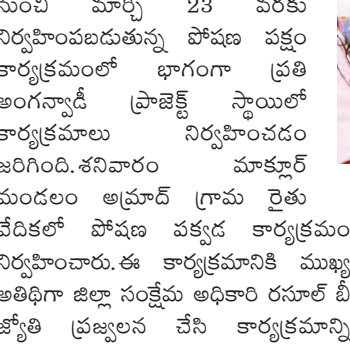 నుంచి మార్చి 23 వరకు
నిర్వహింపబడుతున్న పోషణ పక్షం
కార్యక్రమంలో భాగంగా ప్రతి
అంగన్వాడీ ప్రాజెక్ట్ స్థాయిలో
కార్యక్రమాలు నిర్వహించడం
జరిగింది.శనివారం మాక్లూర్
మండలం అమ్రాద్ గ్రామ రైతు
వేదికలో పోషణ పక్వడ కార్యక్రమం
నిర్వహించారు.ఈ కార్యక్రమానికి ముఖ్య
అతిథిగా జిల్లా సంక్షేమ అధికారి రసూల్ బీ
జ్యోతి ప్రజ్వలన చేసి కార్యక్రమాన్ని